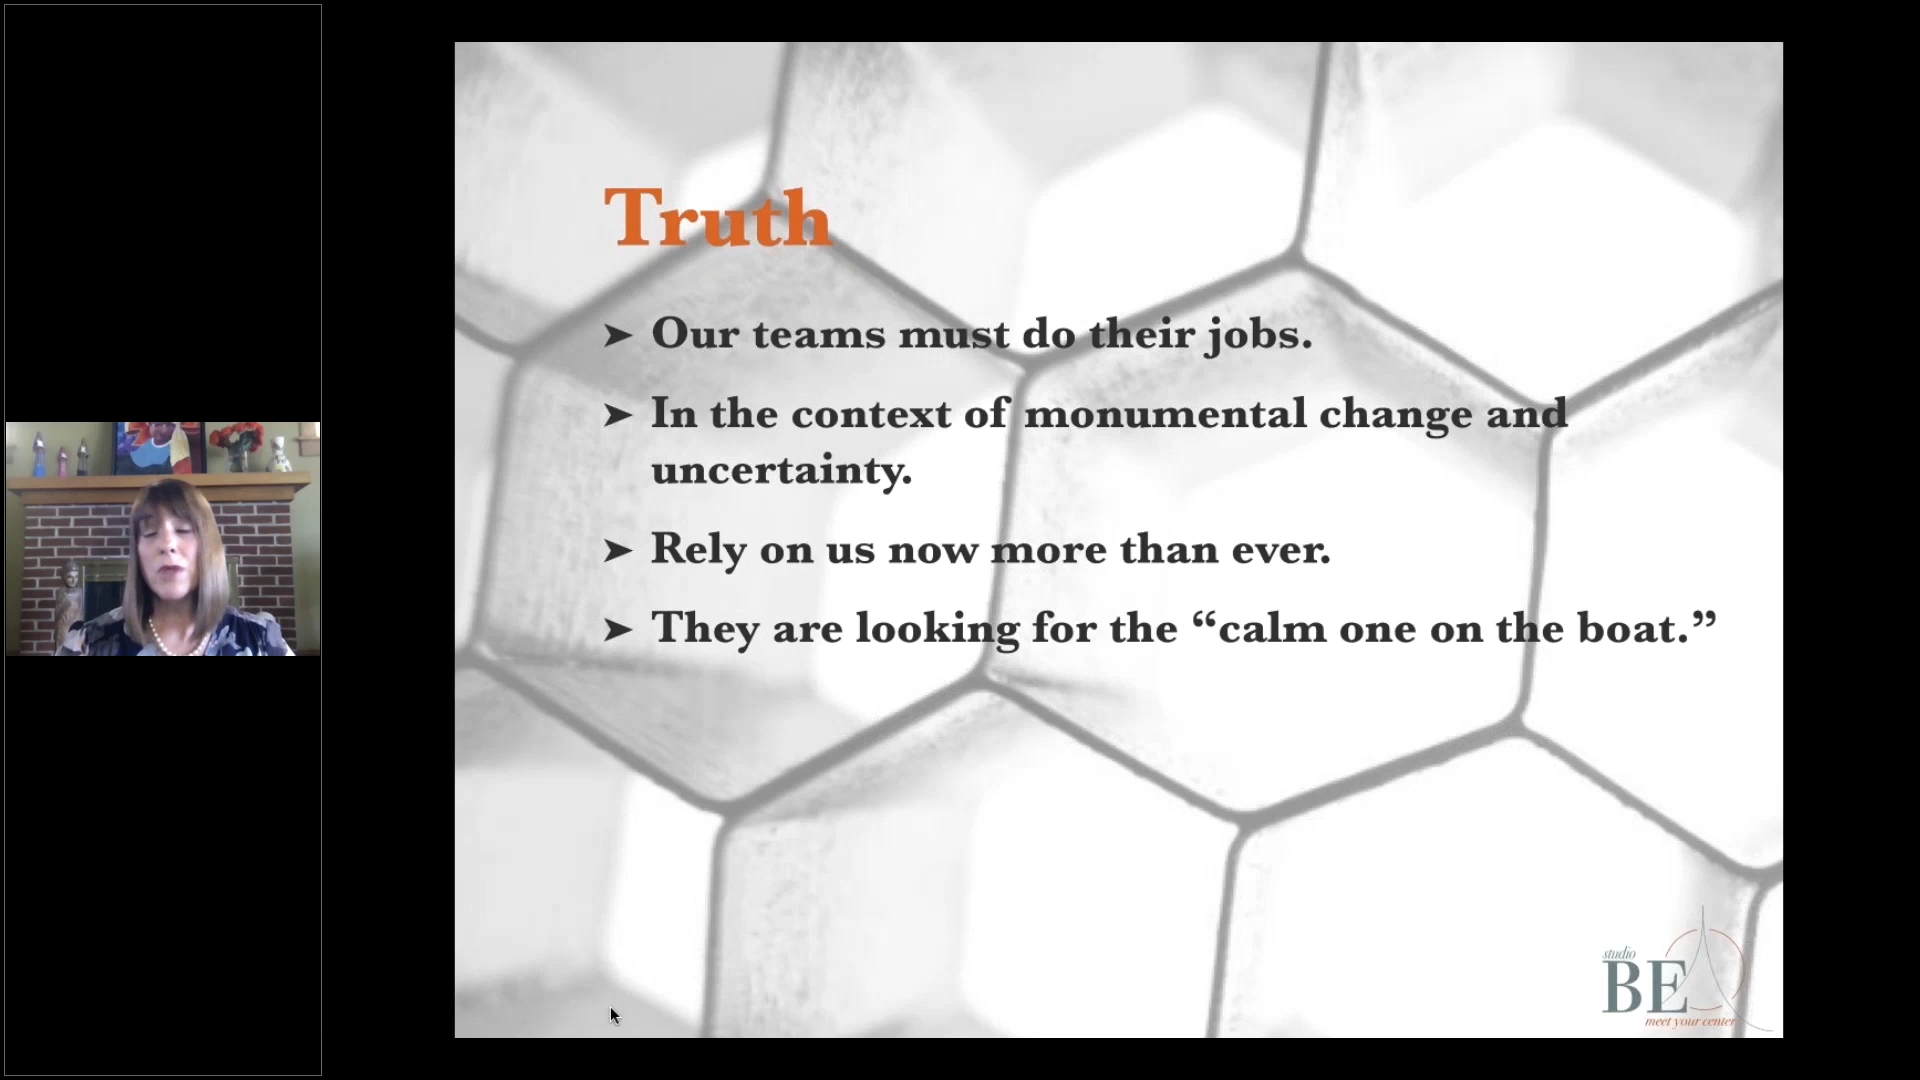 Truth
➤ Our teams must do their jobs.
➤ In the context of monumental change and
uncertainty.
➤ Rely on us now more than ever.
➤ They are looking for the “calm one on the boat.”
studio
BE
meet your center